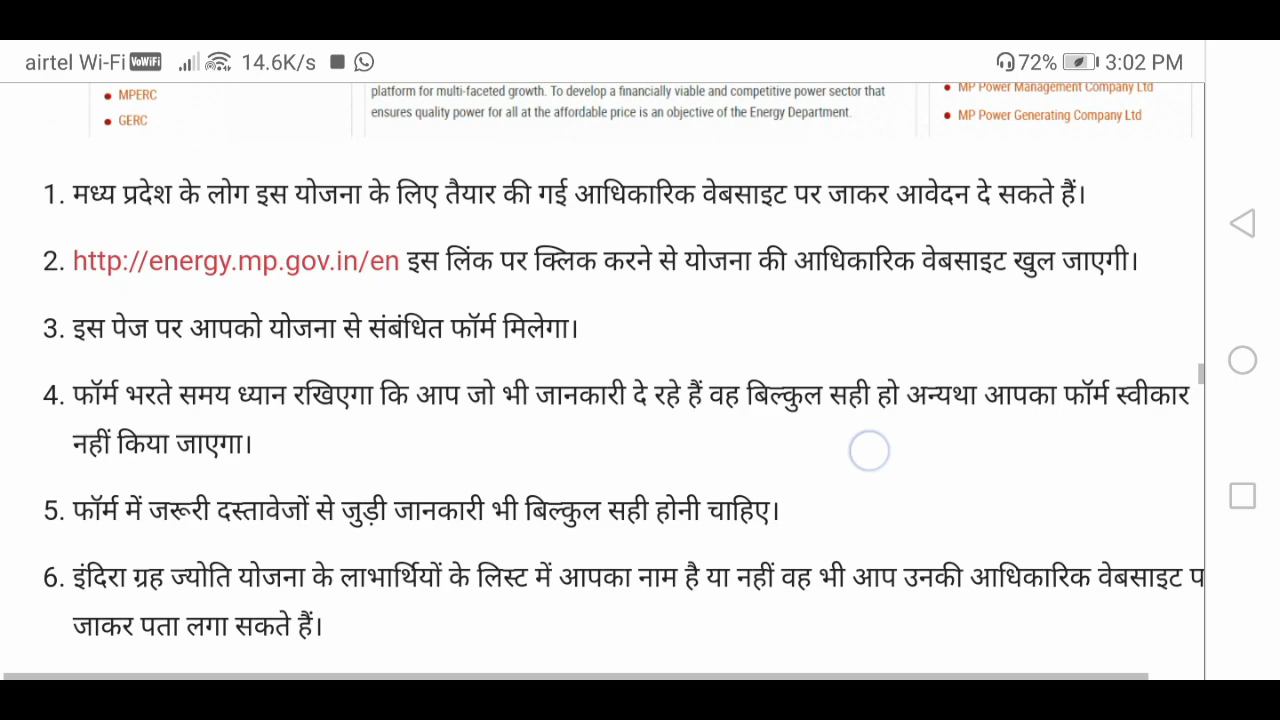 airtel Wi-Fi VoWiFi 14.6K/s 72% 3:02 PM
MPERC
GERC
platform for multi-faceted growth. To develop a financially viable and competitive power sector that
ensures quality power for all at the affordable price is an objective of the Energy Department.
MP Power Management Company Ltd
MP Power Generating Company Ltd
1. मध्य प्रदेश के लोग इस योजना के लिए तैयार की गई आधिकारिक वेबसाइट पर जाकर आवेदन दे सकते हैं।
2. http://energy.mp.gov.in/en इस लिंक पर क्लिक करने से योजना की आधिकारिक वेबसाइट खुल जाएगी।
3. इस पेज पर आपको योजना से संबंधित फॉर्म मिलेगा।
4. फॉर्म भरते समय ध्यान रखिएगा कि आप जो भी जानकारी दे रहे हैं वह बिल्कुल सही हो अन्यथा आपका फॉर्म स्वीकार
नहीं किया जाएगा।
5. फॉर्म में जरूरी दस्तावेजों से जुड़ी जानकारी भी बिल्कुल सही होनी चाहिए।
6. इंदिरा ग्रह ज्योति योजना के लाभार्थियों के लिस्ट में आपका नाम है या नहीं वह भी आप उनकी आधिकारिक वेबसाइट प
जाकर पता लगा सकते हैं।